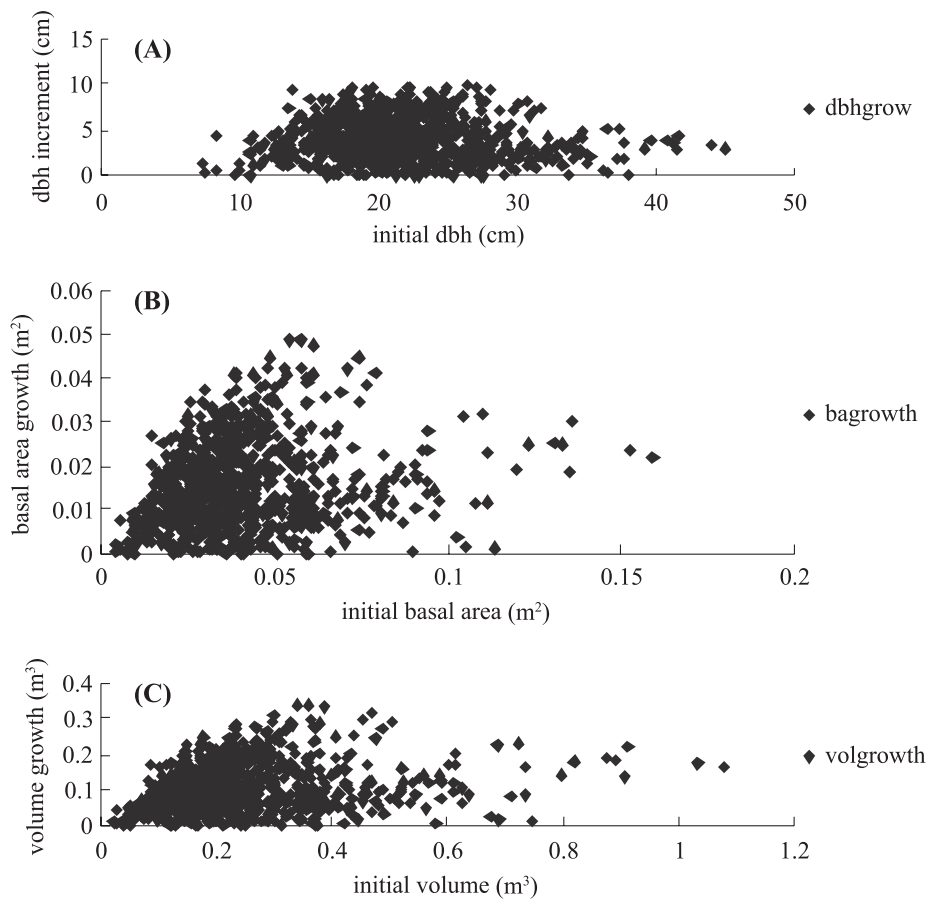 (A)
dbh increment (cm)
15
10
5
0
0 10 20 30 40 50
initial dbh (cm)
dbhgrow
(B)
basal area growth (m²)
0.06
0.05
0.04
0.03
0.02
0.01
0
0 0.05 0.1 0.15 0.2
initial basal area (m²)
bagrowth
(C)
volume growth (m³)
0.4
0.3
0.2
0.1
0
0 0.2 0.4 0.6 0.8 1 1.2
initial volume (m³)
volgrowth